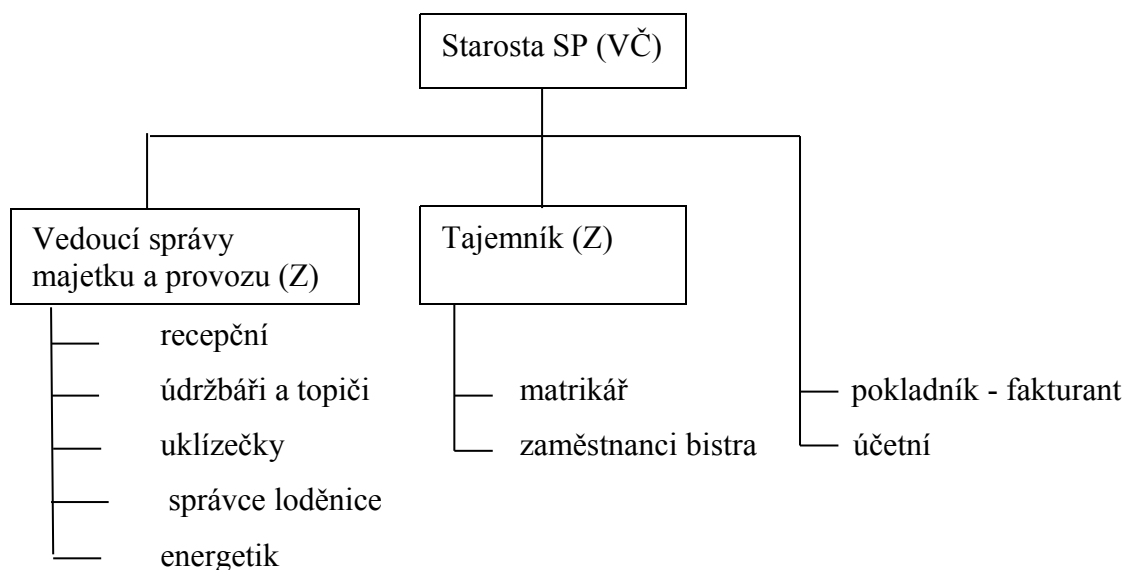 Starosta SP (VČ)
Vedoucí správy
majetku a provozu (Z)
Tajemník (Z)
recepční
údržbáři a topiči
uklízečky
správce loděnice
energetik
matrikář
zaměstnanci bistra
pokladník - fakturant
účetní